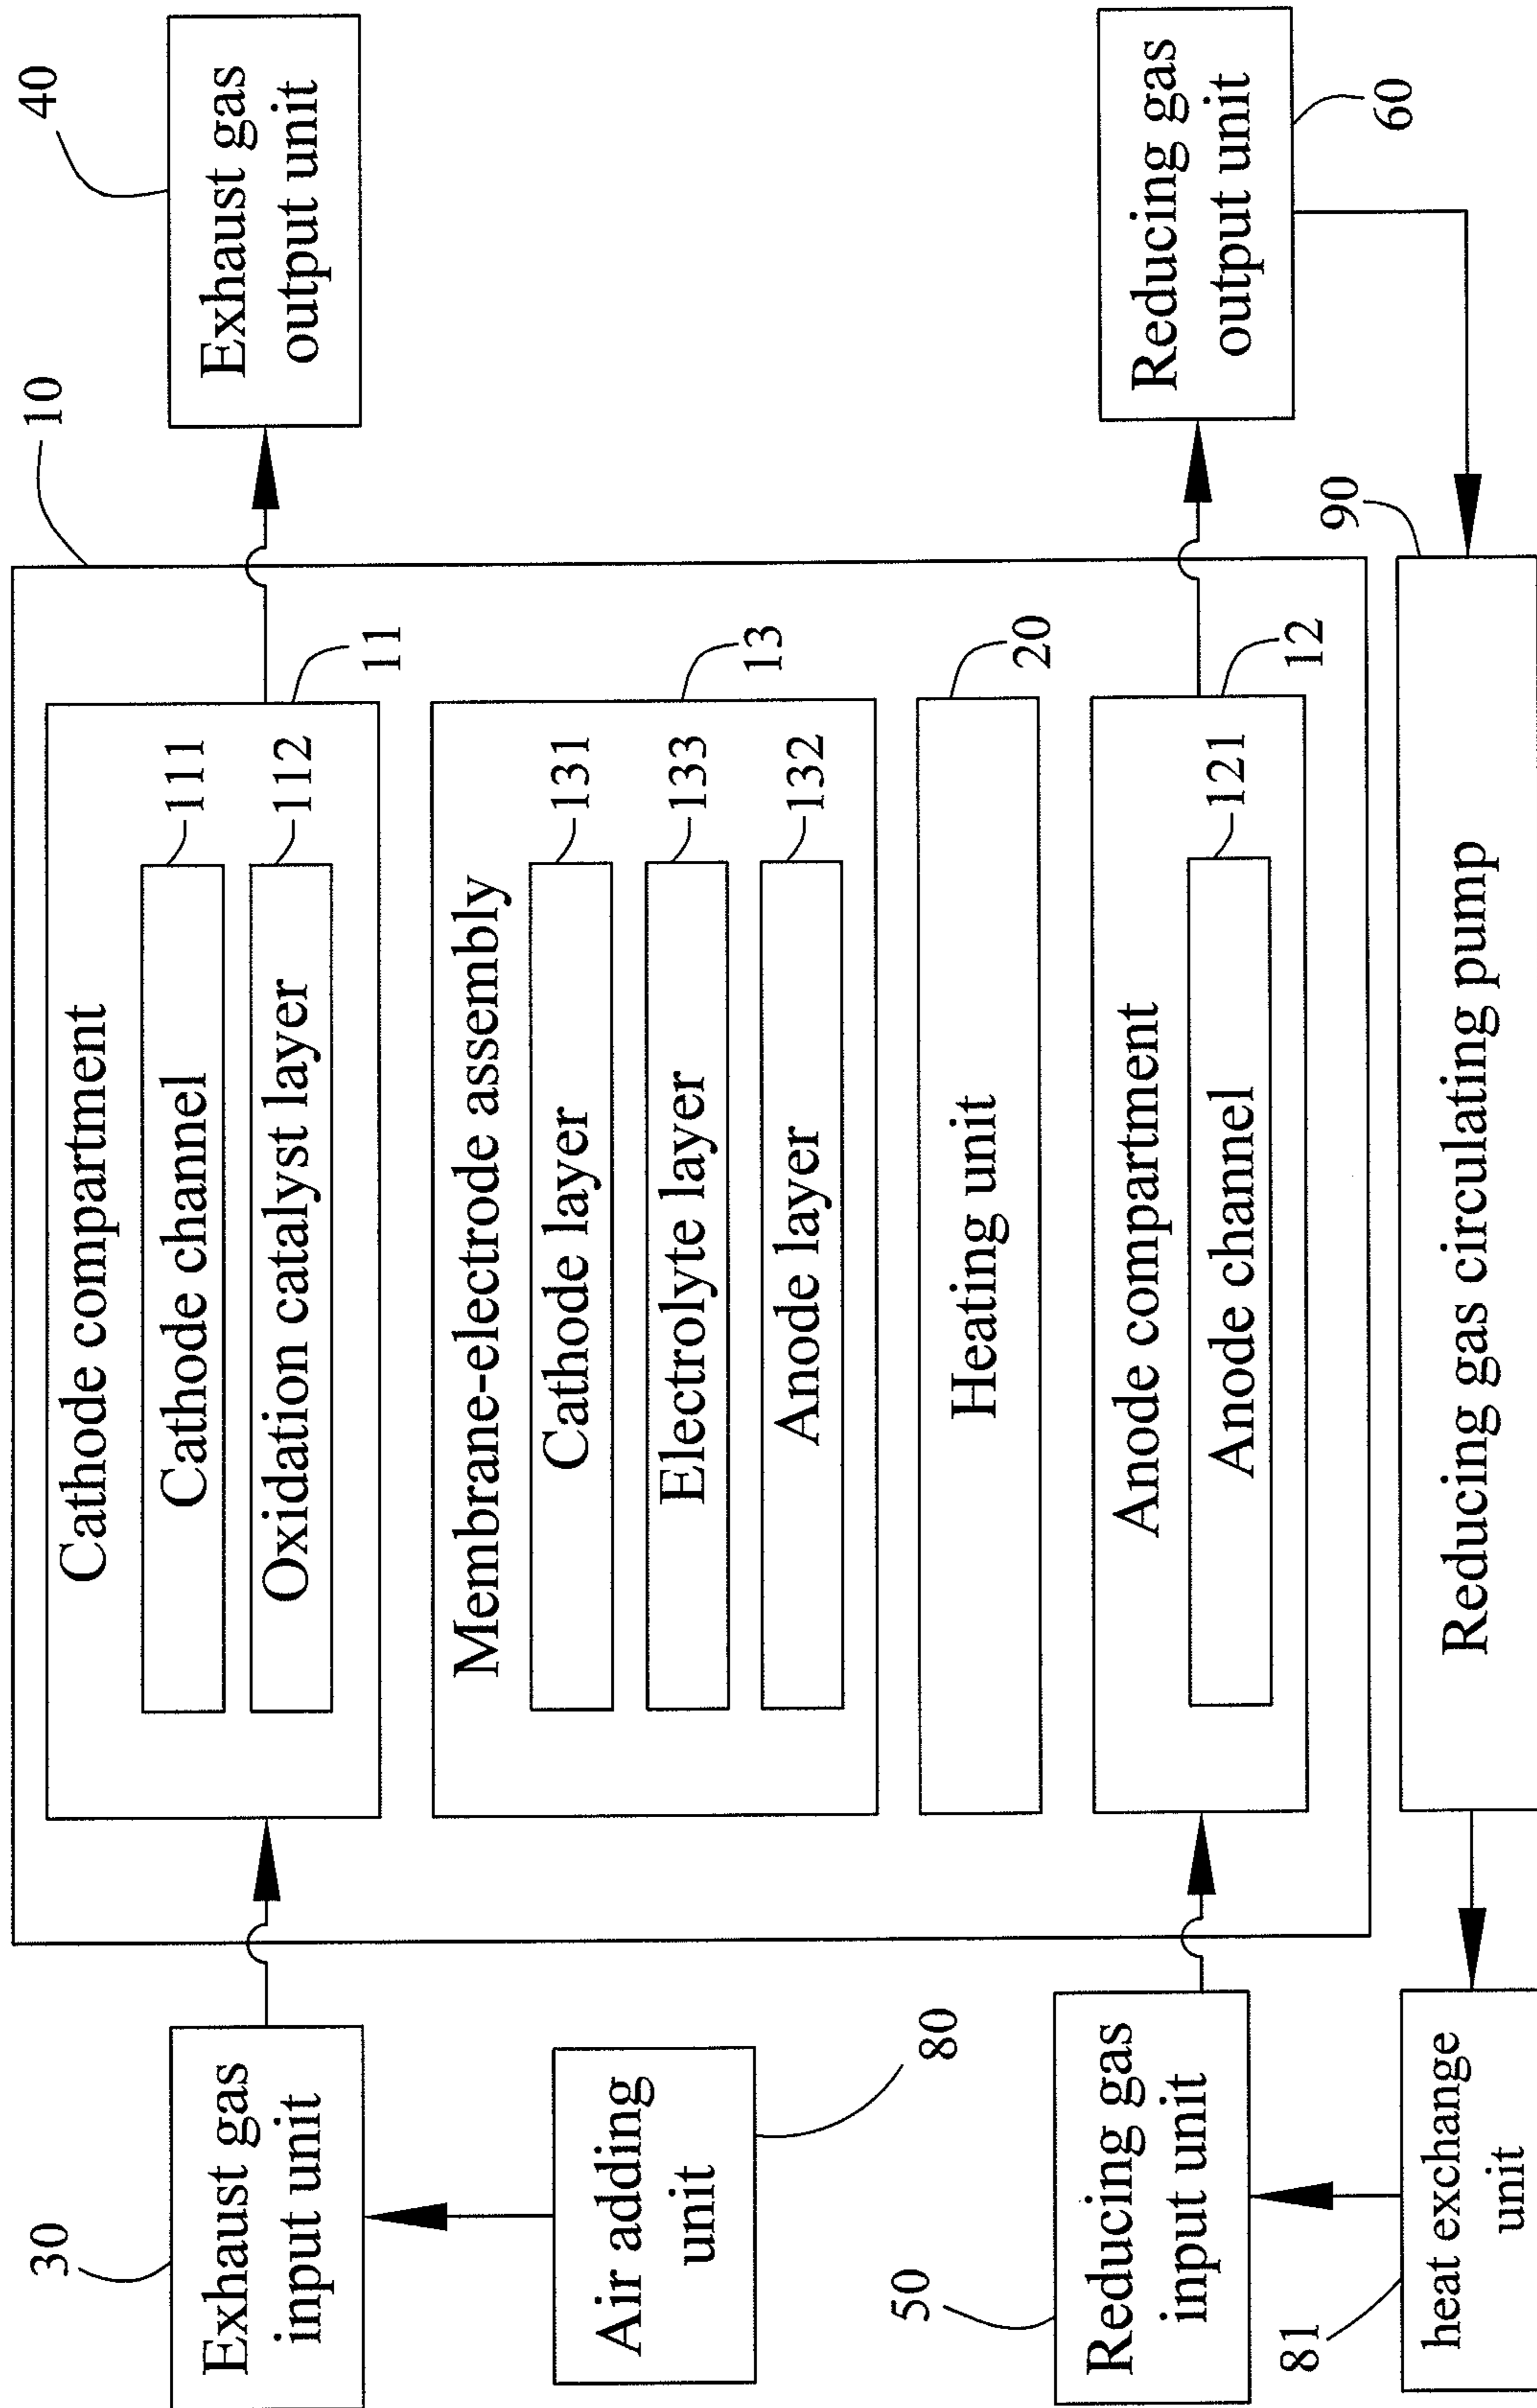 10
40
30
Exhaust gas
input unit
Cathode compartment
Cathode channel
111
Oxidation catalyst layer
112
11
Exhaust gas
output unit
Air adding
unit
80
Membrane-electrode assembly
Cathode layer
131
Electrolyte layer
133
Anode layer
132
13
Heating unit
20
50
Reducing gas
input unit
Anode compartment
Anode channel
121
12
Reducing gas
output unit
60
81
heat exchange
unit
Reducing gas circulating pump
90